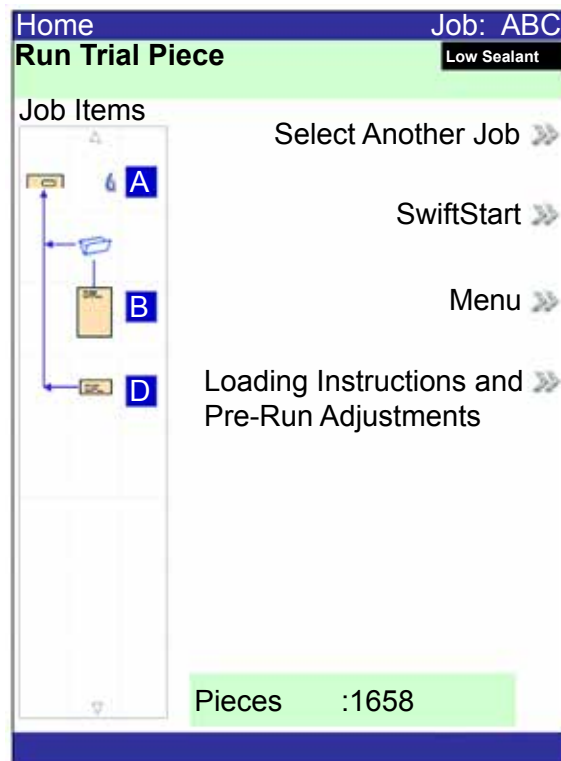 Home Job: ABC
Run Trial Piece Low Sealant
Job Items
Select Another Job
A
SwiftStart
B
Menu
D
Loading Instructions and
Pre-Run Adjustments
Pieces :1658